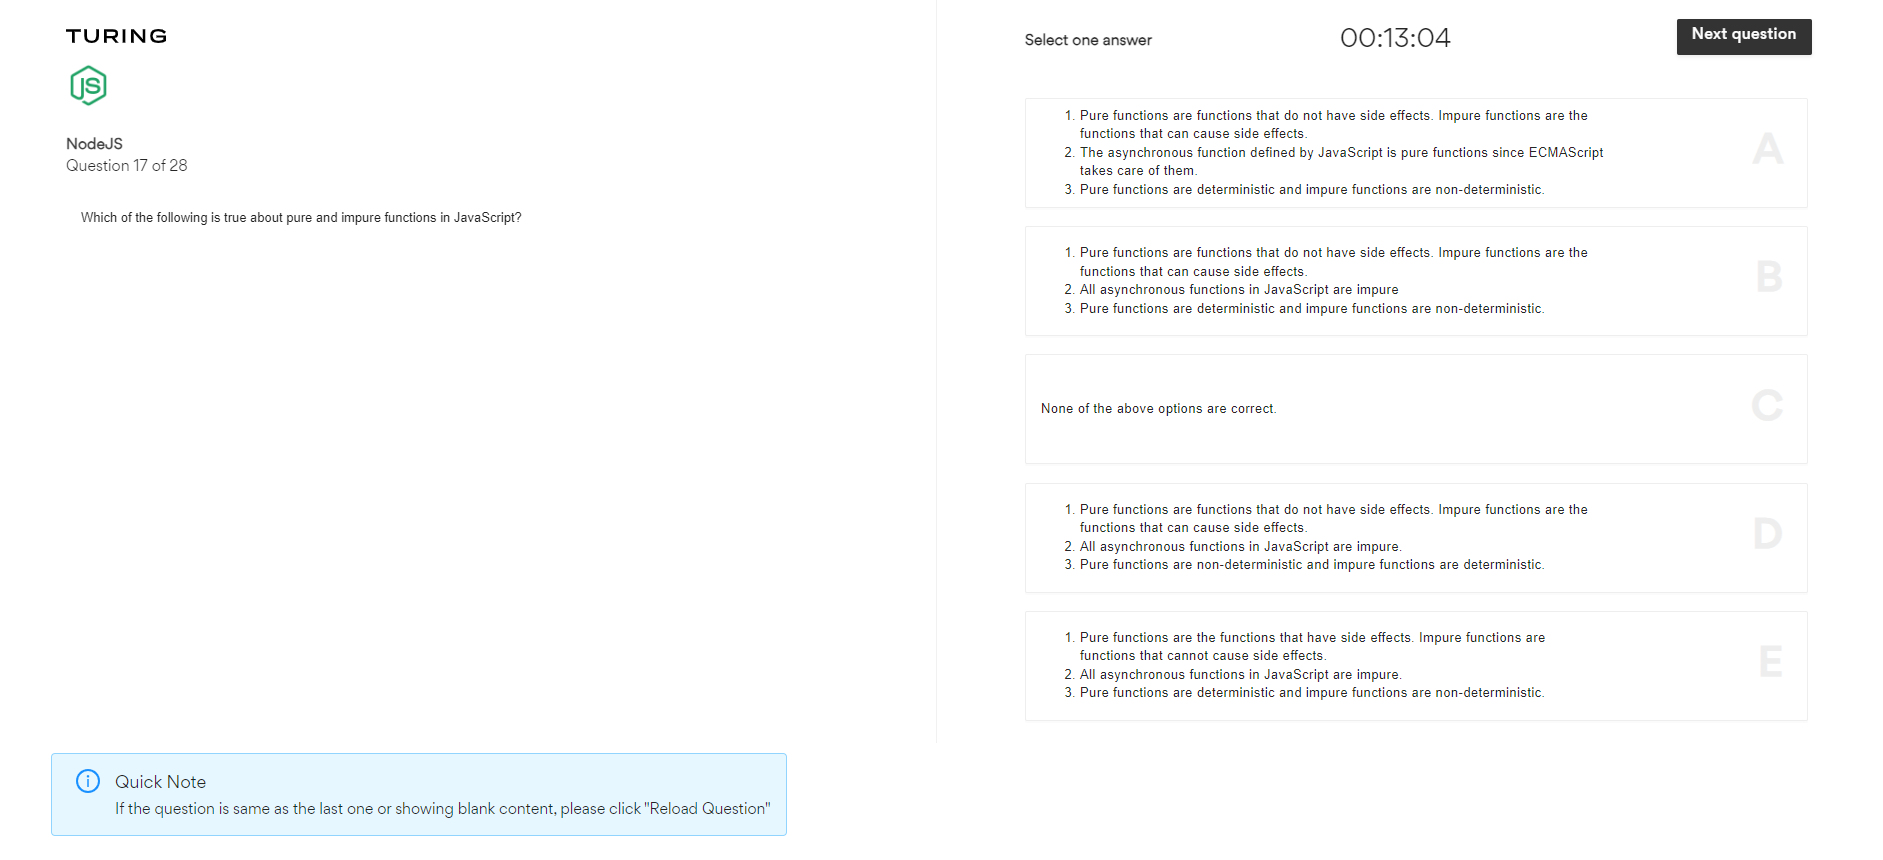 TURING
JS
NodeJS
Question 17 of 28
Which of the following is true about pure and impure functions in JavaScript?
Quick Note
If the question is same as the last one or showing blank content, please click "Reload Question"
Select one answer
00:13:04
Next question
1. Pure functions are functions that do not have side effects. Impure functions are the
functions that can cause side effects.
2. The asynchronous function defined by JavaScript is pure functions since ECMAScript
takes care of them.
3. Pure functions are deterministic and impure functions are non-deterministic.
A
1. Pure functions are functions that do not have side effects. Impure functions are the
functions that can cause side effects.
2. All asynchronous functions in JavaScript are impure
3. Pure functions are deterministic and impure functions are non-deterministic.
B
None of the above options are correct.
C
1. Pure functions are functions that do not have side effects. Impure functions are the
functions that can cause side effects.
2. All asynchronous functions in JavaScript are impure.
3. Pure functions are non-deterministic and impure functions are deterministic.
D
1. Pure functions are the functions that have side effects. Impure functions are
functions that cannot cause side effects.
2. All asynchronous functions in JavaScript are impure.
3. Pure functions are deterministic and impure functions are non-deterministic.
E